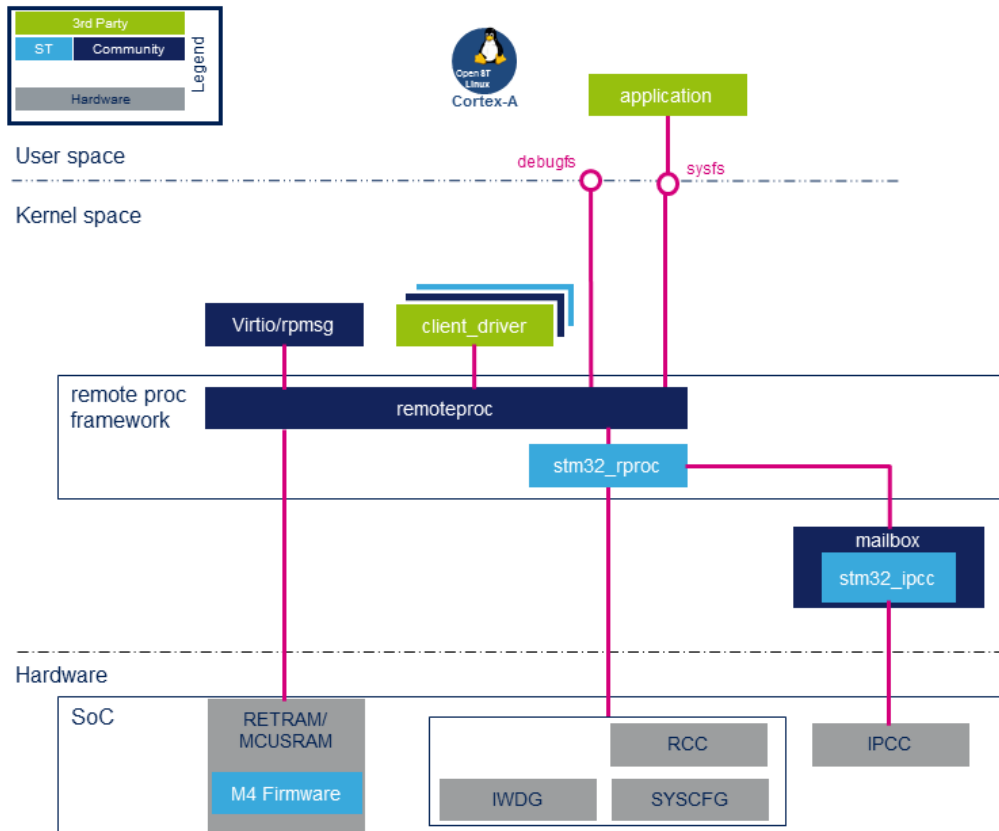 3rd Party
ST
Community
Hardware
Legend
Open ST
Linux
Cortex-A
application
User space
debugfs
sysfs
Kernel space
Virtio/rpmsg
client_driver
remote proc
framework
remoteproc
stm32_rproc
mailbox
stm32_ipcc
Hardware
SoC
RETRAM/
MCUSRAM
M4 Firmware
RCC
IWDG
SYSCFG
IPCC